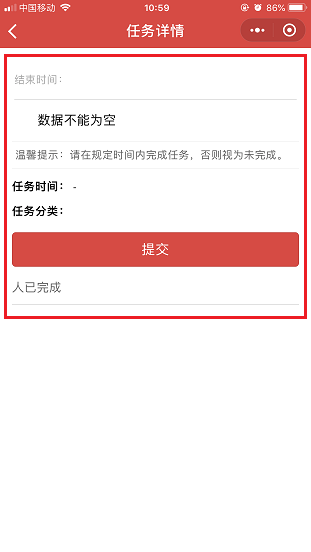 中国移动 10:59 86%
任务详情
结束时间：
数据不能为空
温馨提示：请在规定时间内完成任务，否则视为未完成。
任务时间： -
任务分类：
提交
人已完成